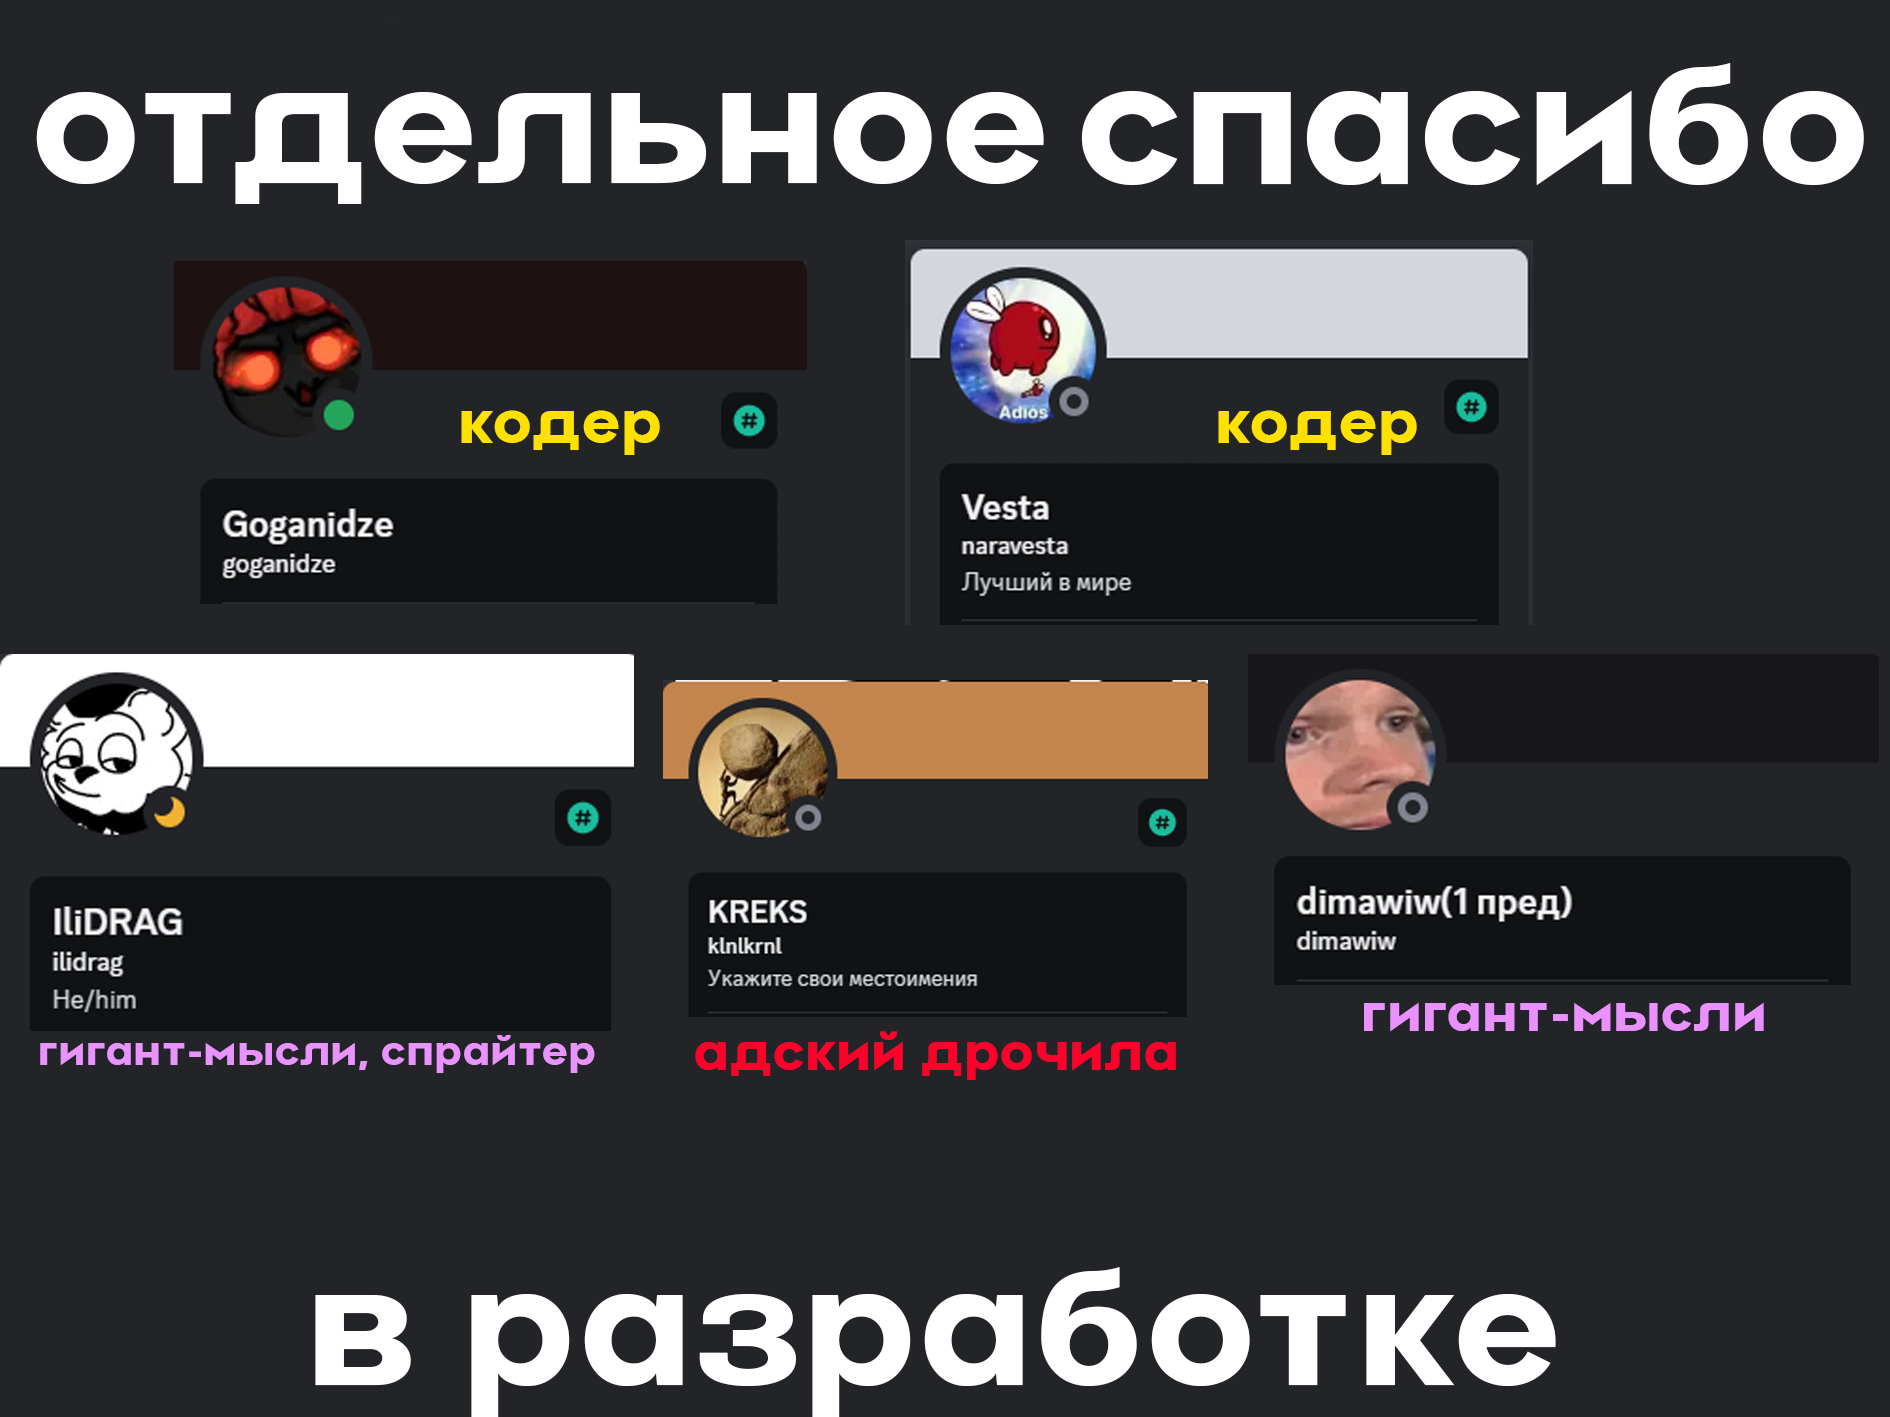 отдельное спасибо
кодер
Goganidze
goganidze
Adios
кодер
Vesta
naravesta
Лучший в мире
IliDRAG
ilidrag
He/him
гигант-мысли, спрайтер
KREKS
klnlkrnl
Укажите свои местоимения
адский дрочила
dimawiw(1 пред)
dimawiw
гигант-мысли
в разработке